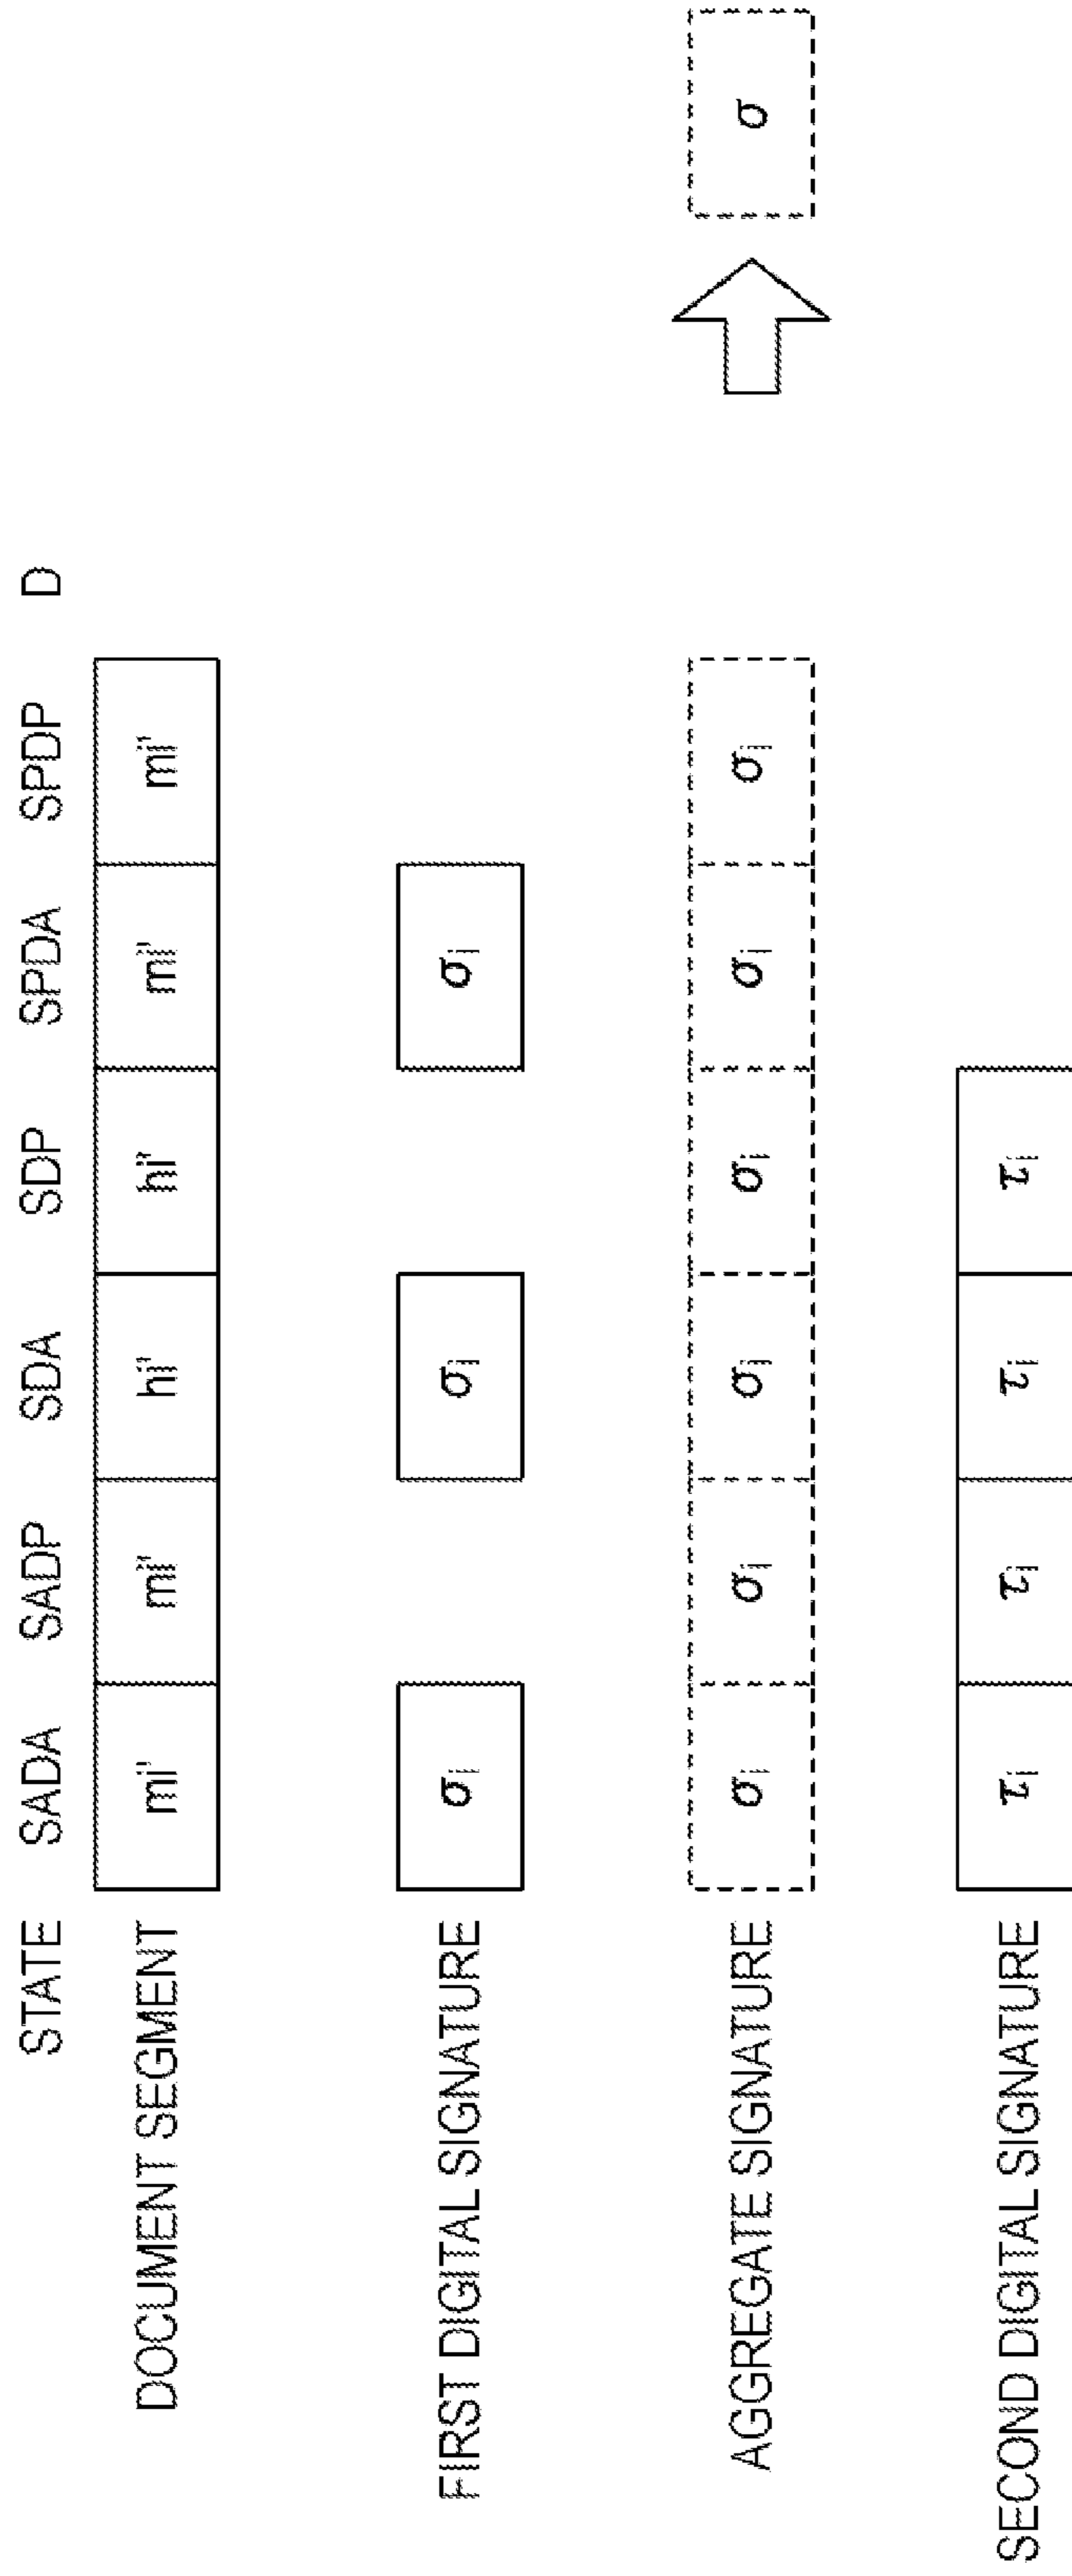 STATE SADA SADP SDA SDP SPDA SPDP D
DOCUMENT SEGMENT mi' mi' hi' hi' mi' mi'
FIRST DIGITAL SIGNATURE σi σi σi
AGGREGATE SIGNATURE σi σi σi σi σi σi σ
SECOND DIGITAL SIGNATURE τi τi τi τi